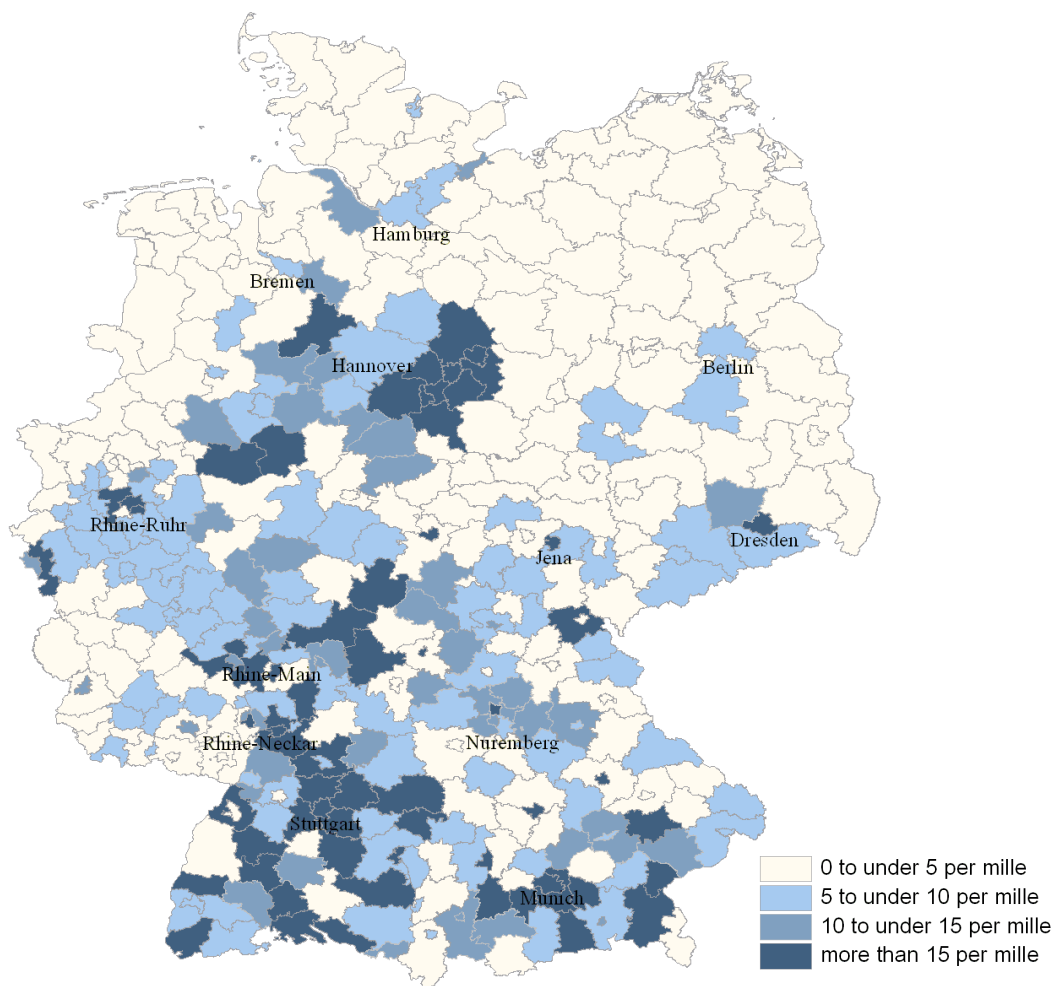 Hamburg
Bremen
Hannover
Berlin
Rhine-Ruhr
Dresden
Jena
Rhine-Main
Rhine-Neckar
Nuremberg
Stuttgart
Munich
0 to under 5 per mille
5 to under 10 per mille
10 to under 15 per mille
more than 15 per mille